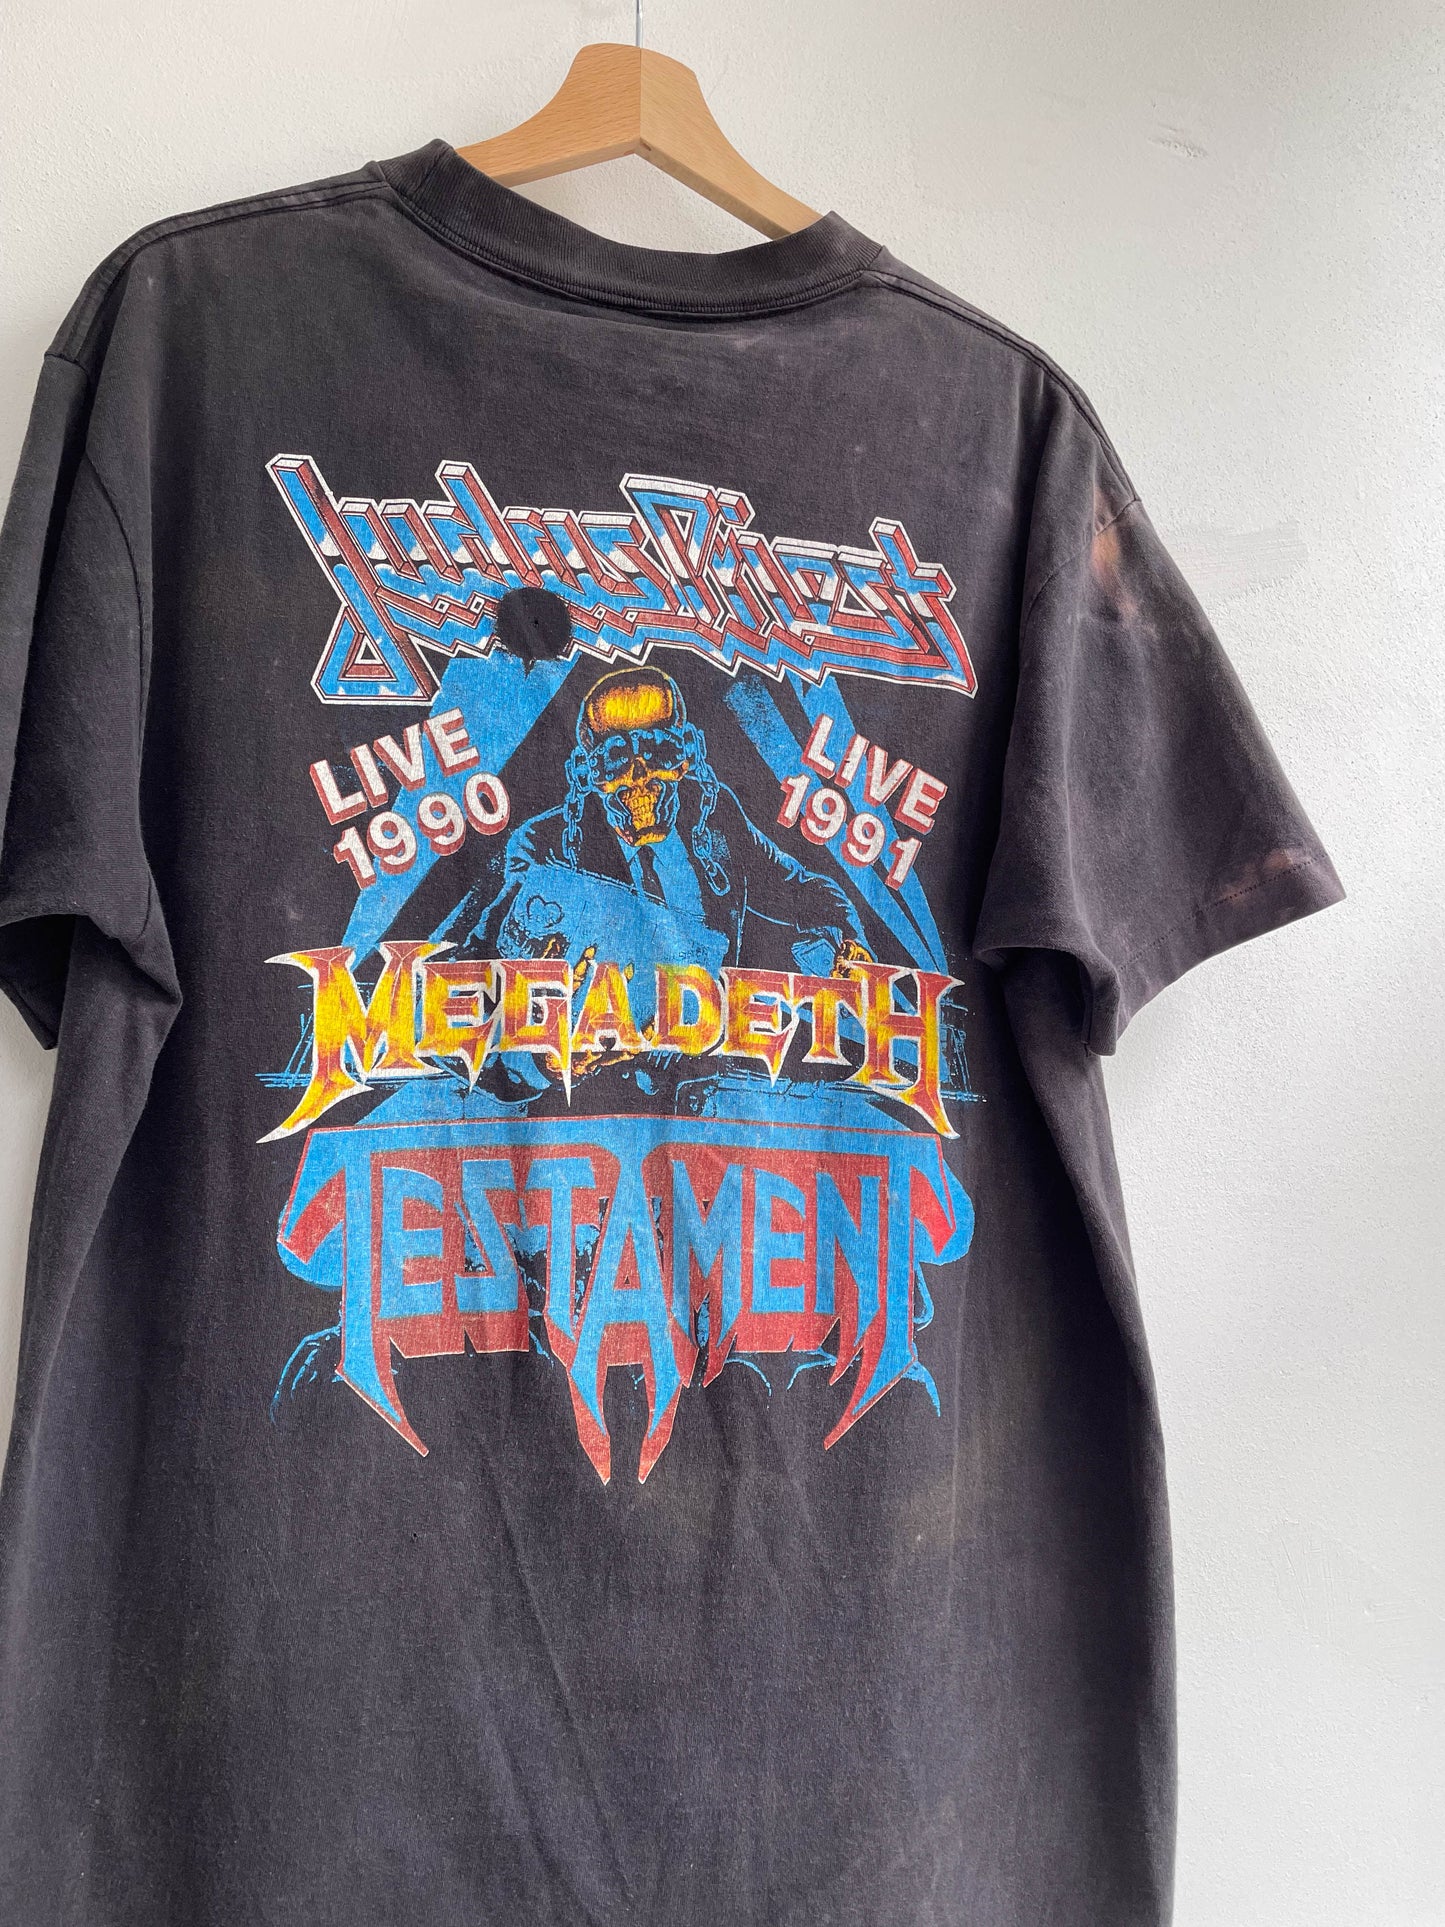 Judas Priest
LIVE
1990
LIVE
1991
MEGADETH
TESTAMENT